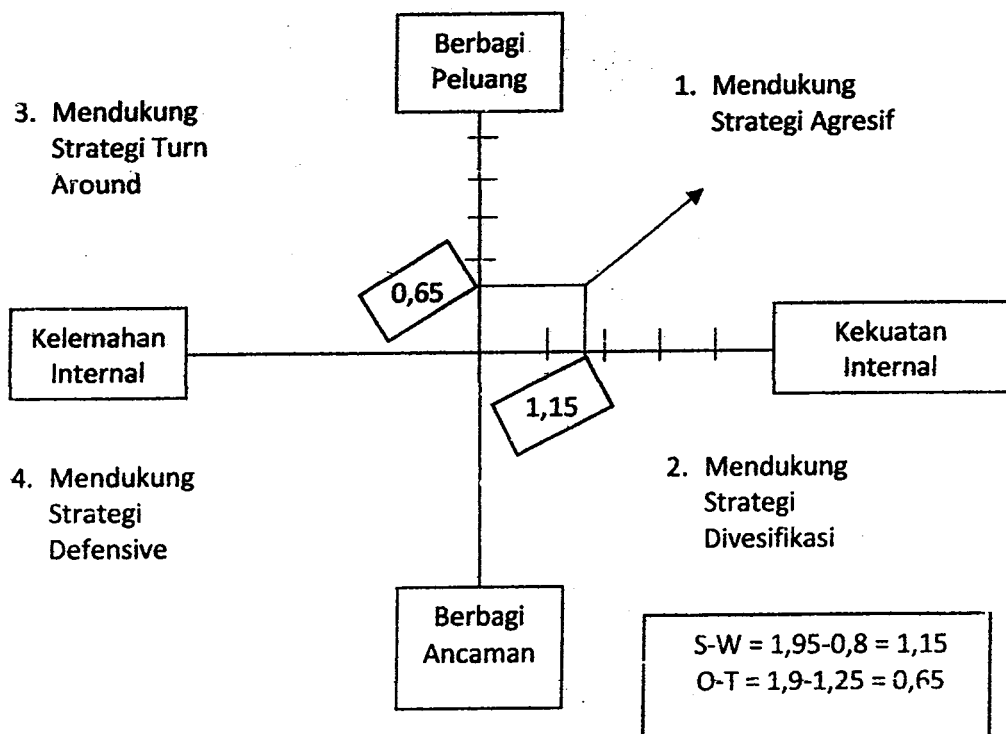 Berbagi
Peluang
1. Mendukung
Strategi Agresif
3. Mendukung
Strategi Turn
Around
0,65
Kelemahan
Internal
Kekuatan
Internal
1,15
4. Mendukung
Strategi
Defensive
2. Mendukung
Strategi
Divesifikasi
Berbagi
Ancaman
S-W = 1,95-0,8 = 1,15
O-T = 1,9-1,25 = 0,65